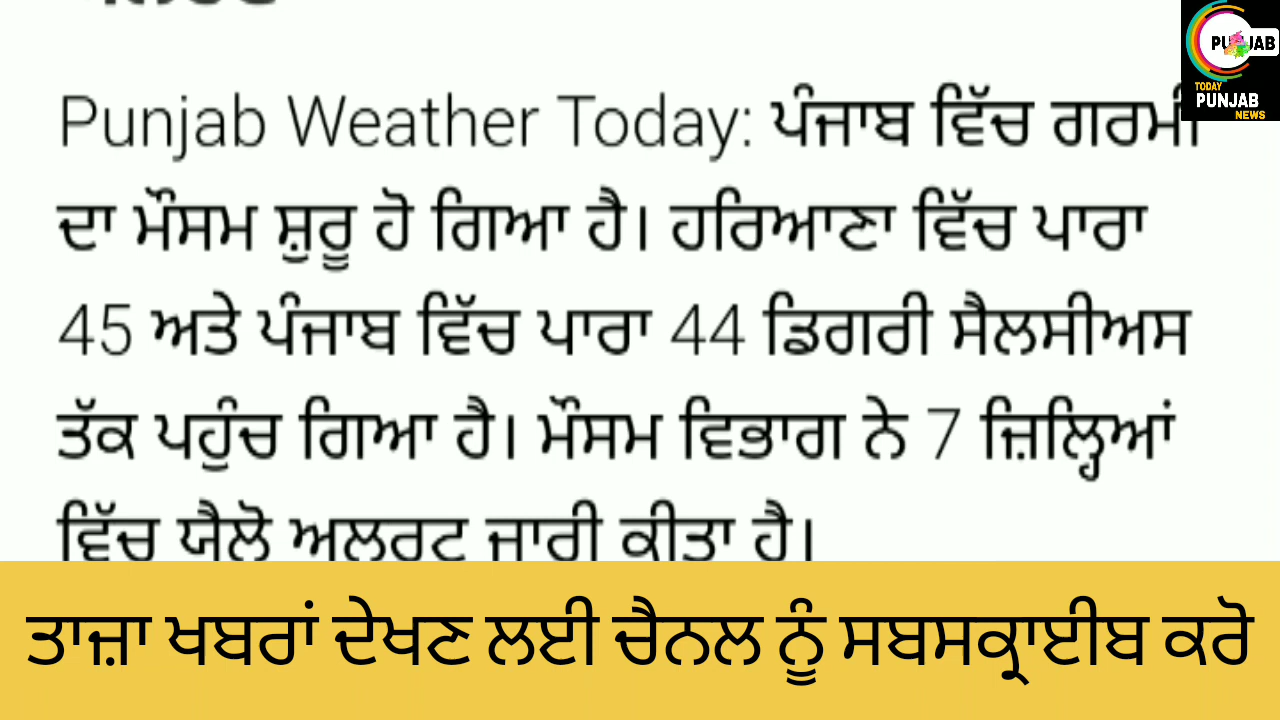 Punjab Weather Today: ਪੰਜਾਬ ਵਿੱਚ ਗਰਮੀ
ਦਾ ਮੌਸਮ ਸ਼ੁਰੂ ਹੋ ਗਿਆ ਹੈ। ਹਰਿਆਣਾ ਵਿੱਚ ਪਾਰਾ
45 ਅਤੇ ਪੰਜਾਬ ਵਿੱਚ ਪਾਰਾ 44 ਡਿਗਰੀ ਸੈਲਸੀਅਸ
ਤੱਕ ਪਹੁੰਚ ਗਿਆ ਹੈ। ਮੌਸਮ ਵਿਭਾਗ ਨੇ 7 ਜ਼ਿਲ੍ਹਿਆਂ
ਵਿੱਚ ਯੈਲੋ ਅਲਰਟ ਜਾਰੀ ਕੀਤਾ ਹੈ।
ਤਾਜ਼ਾ ਖਬਰਾਂ ਦੇਖਣ ਲਈ ਚੈਨਲ ਨੂੰ ਸਬਸਕ੍ਰਾਈਬ ਕਰੋ
PUNJAB
TODAY
PUNJAB
NEWS